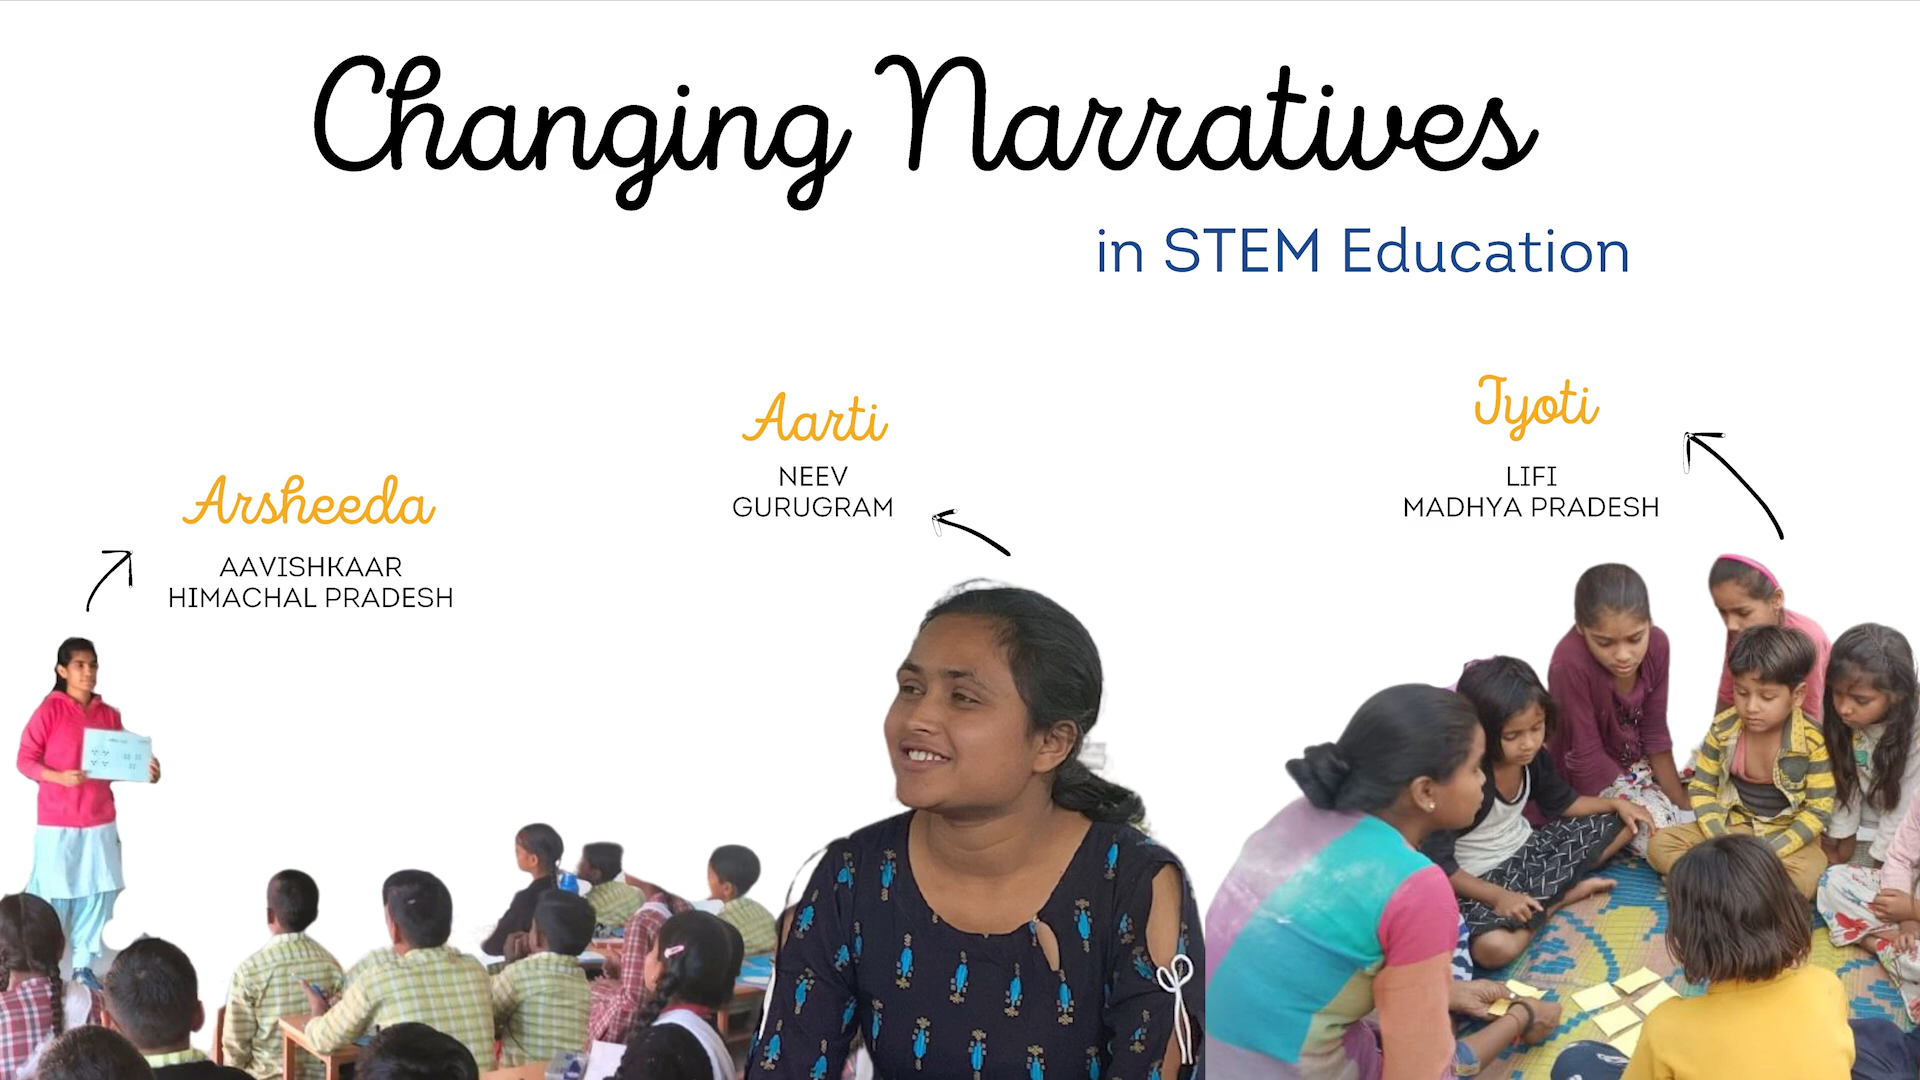 Changing Narratives
in STEM Education
Arsheeda
AAVISHKAAR
HIMACHAL PRADESH
Aarti
NEEV
GURUGRAM
Jyoti
LIFI
MADHYA PRADESH